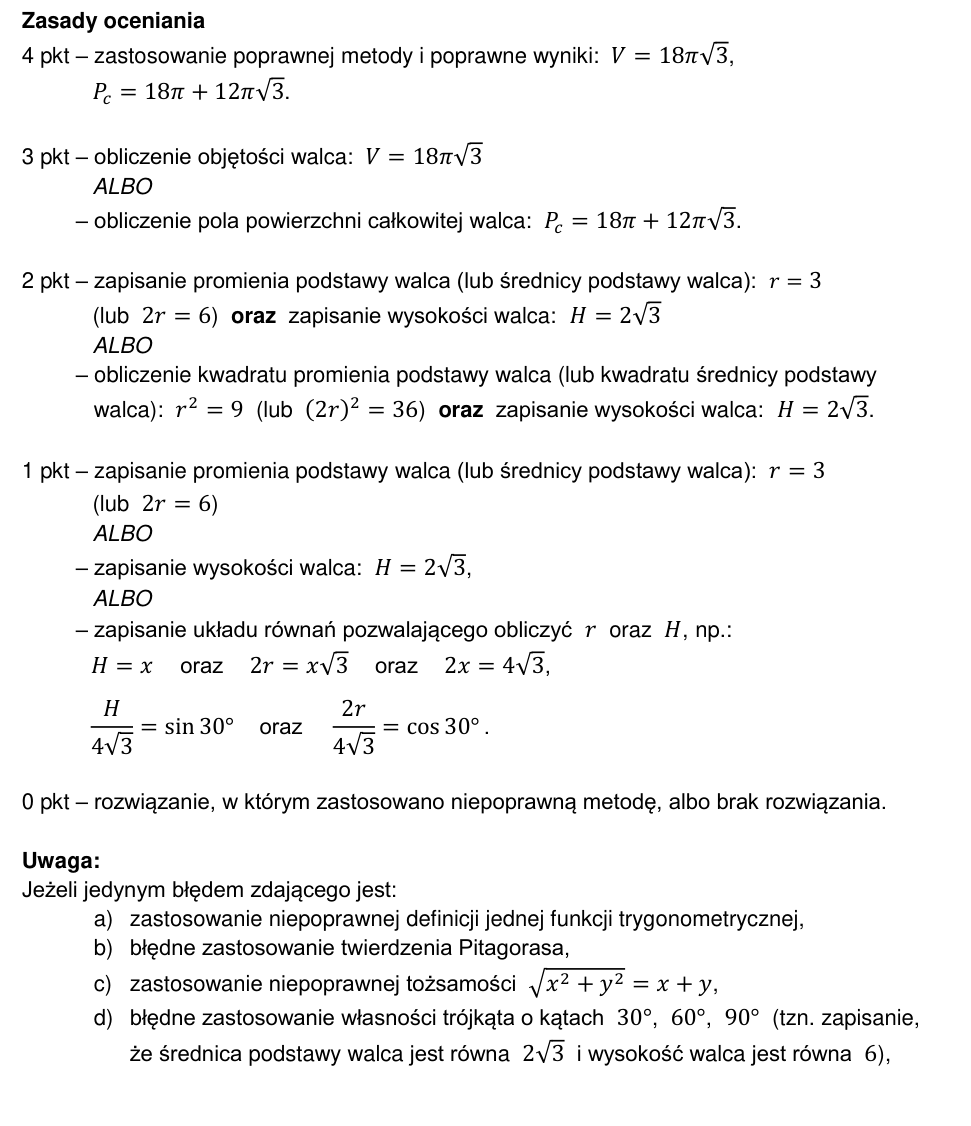 Zasady oceniania
4 pkt – zastosowanie poprawnej metody i poprawne wyniki: V = 18π√3,
P_c = 18π + 12π√3.
3 pkt – obliczenie objętości walca: V = 18π√3
ALBO
– obliczenie pola powierzchni całkowitej walca: P_c = 18π + 12π√3.
2 pkt – zapisanie promienia podstawy walca (lub średnicy podstawy walca): r = 3
(lub 2r = 6) oraz zapisanie wysokości walca: H = 2√3
ALBO
– obliczenie kwadratu promienia podstawy walca (lub kwadratu średnicy podstawy
walca): r² = 9 (lub (2r)² = 36) oraz zapisanie wysokości walca: H = 2√3.
1 pkt – zapisanie promienia podstawy walca (lub średnicy podstawy walca): r = 3
(lub 2r = 6)
ALBO
– zapisanie wysokości walca: H = 2√3,
ALBO
– zapisanie układu równań pozwalającego obliczyć r oraz H, np.:
H = x oraz 2r = x√3 oraz 2x = 4√3,
H/4√3 = sin 30° oraz 2r/4√3 = cos 30° .
0 pkt – rozwiązanie, w którym zastosowano niepoprawną metodę, albo brak rozwiązania.
Uwaga:
Jeżeli jedynym błędem zdającego jest:
a) zastosowanie niepoprawnej definicji jednej funkcji trygonometrycznej,
b) błędne zastosowanie twierdzenia Pitagorasa,
c) zastosowanie niepoprawnej tożsamości √(x² + y²) = x + y,
d) błędne zastosowanie własności trójkąta o kątach 30°, 60°, 90° (tzn. zapisanie,
że średnica podstawy walca jest równa 2√3 i wysokość walca jest równa 6),